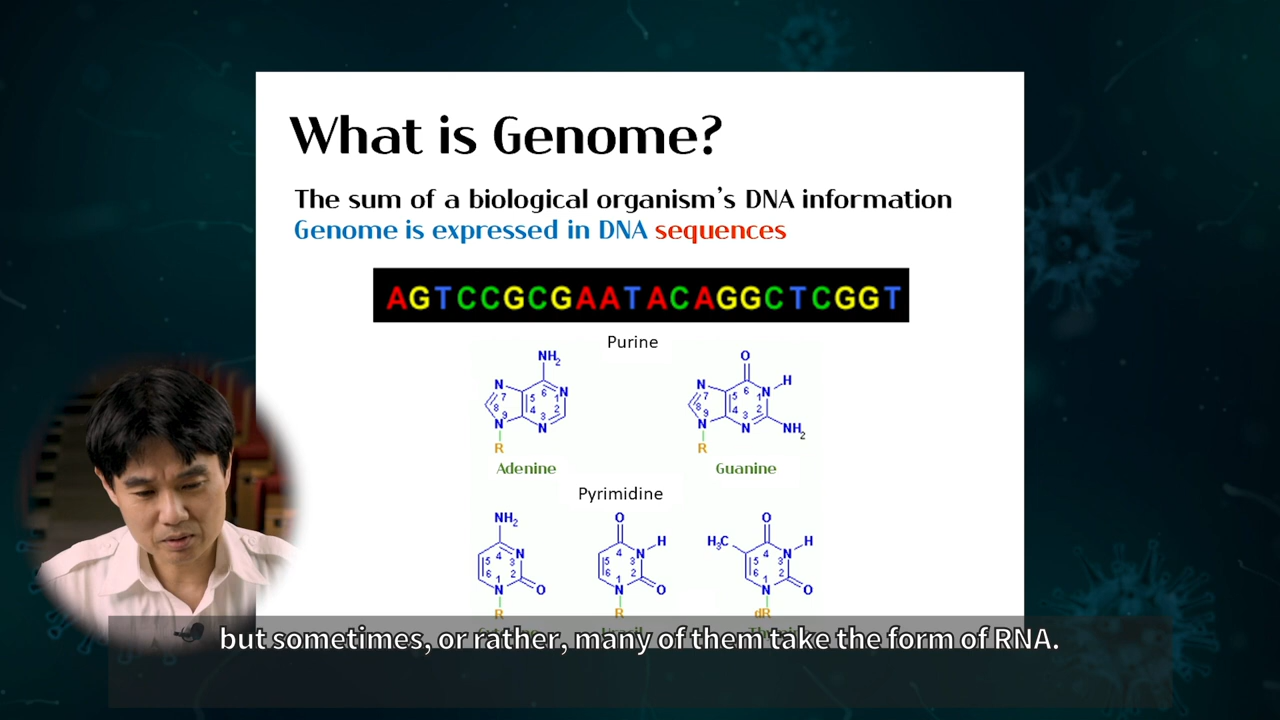 What is Genome?
The sum of a biological organism's DNA information
Genome is expressed in DNA sequences
AGTCCGCGAATACAGGCTCGGT
Purine
NH2
N
7
6
N
1
5
8
4
2
9
3
N
N
R
Adenine
O
N
7
6
N
H
1
5
8
4
2
9
3
N
N
NH2
R
Guanine
Pyrimidine
NH2
4
N
5
3
6
2
1
N
O
R
O
4
N
H
5
3
6
2
1
N
O
R
O
H3C
4
N
H
5
3
6
2
1
N
O
dR
but sometimes, or rather, many of them take the form of RNA.